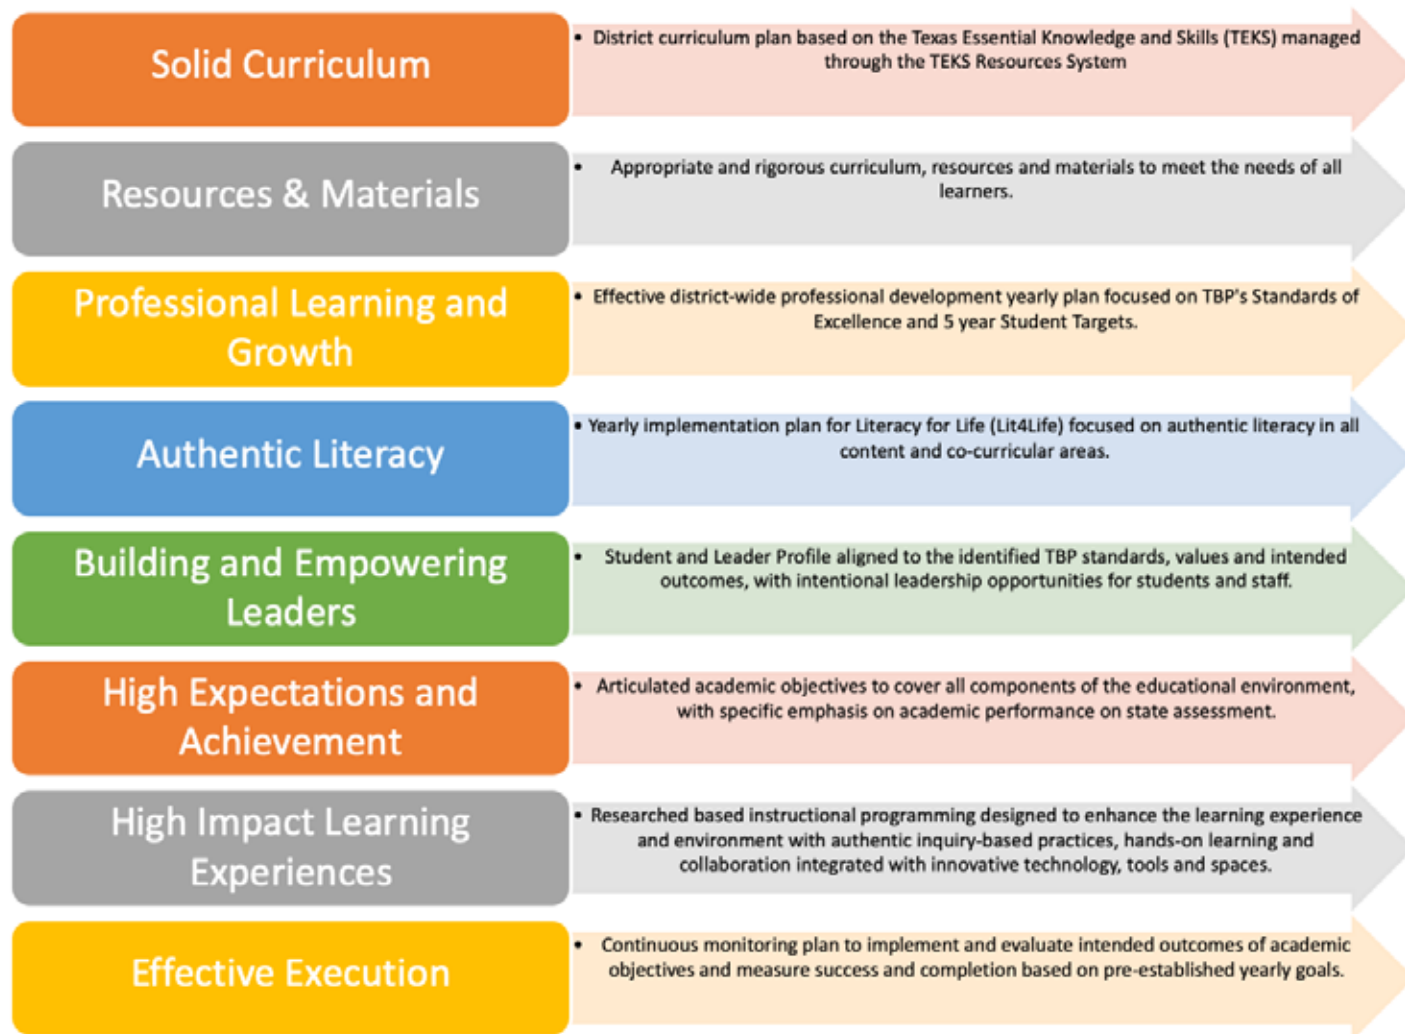 Solid Curriculum
• District curriculum plan based on the Texas Essential Knowledge and Skills (TEKS) managed
through the TEKS Resources System
Resources & Materials
• Appropriate and rigorous curriculum, resources and materials to meet the needs of all
learners.
Professional Learning and
Growth
• Effective district-wide professional development yearly plan focused on TBP's Standards of
Excellence and 5 year Student Targets.
Authentic Literacy
• Yearly implementation plan for Literacy for Life (Lit4Life) focused on authentic literacy in all
content and co-curricular areas.
Building and Empowering
Leaders
• Student and Leader Profile aligned to the identified TBP standards, values and intended
outcomes, with intentional leadership opportunities for students and staff.
High Expectations and
Achievement
• Articulated academic objectives to cover all components of the educational environment,
with specific emphasis on academic performance on state assessment.
High Impact Learning
Experiences
• Researched based instructional programming designed to enhance the learning experience
and environment with authentic inquiry-based practices, hands-on learning and
collaboration integrated with innovative technology, tools and spaces.
Effective Execution
• Continuous monitoring plan to implement and evaluate intended outcomes of academic
objectives and measure success and completion based on pre-established yearly goals.